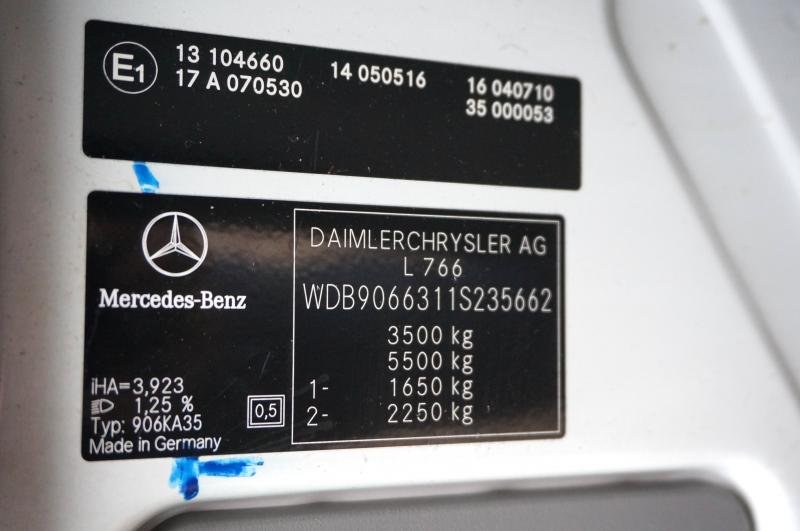 E1
13 104660 14 050516 16 040710
17 A 070530 35 000053
Mercedes-Benz
DAIMLERCHRYSLER AG
L 766
WDB9066311S235662
3500 kg
5500 kg
1- 1650 kg
2- 2250 kg
iHA=3,923
1,25 %
Typ: 906KA35
Made in Germany
0,5